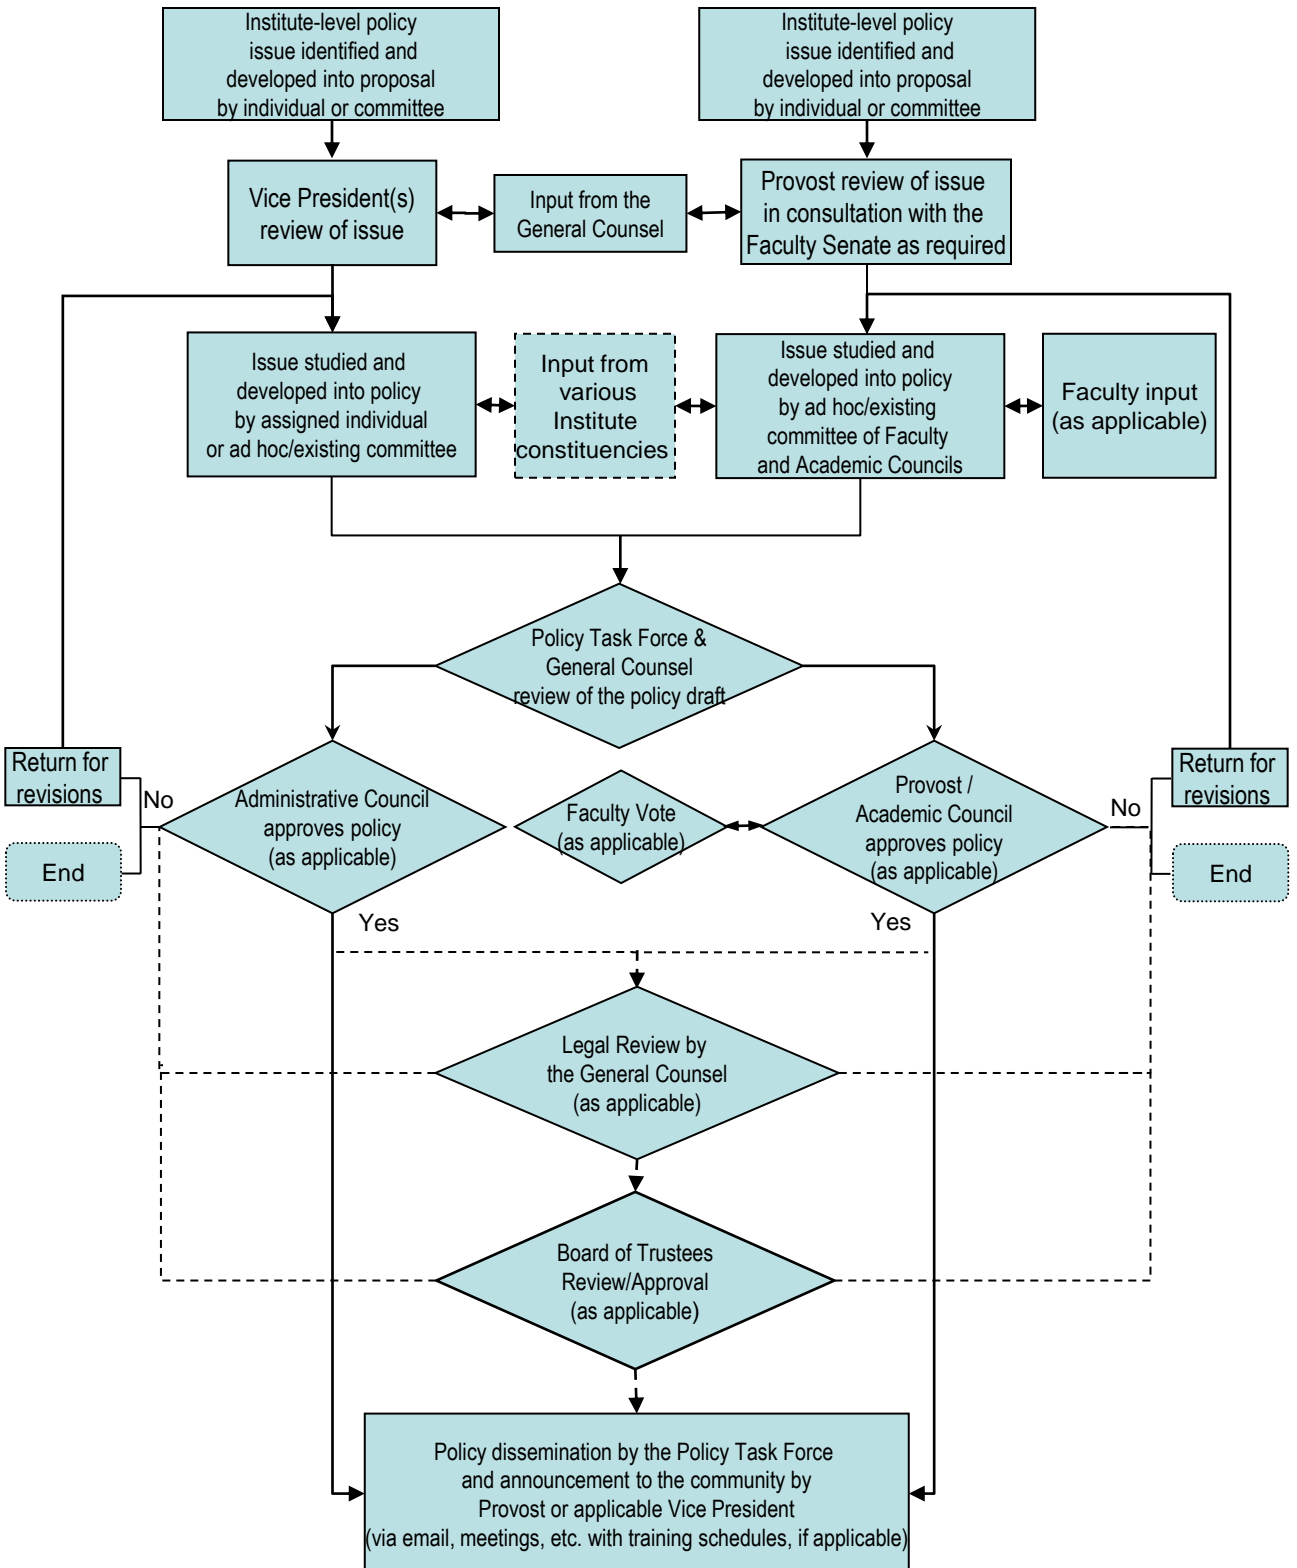 Institute-level policy
issue identified and
developed into proposal
by individual or committee
Institute-level policy
issue identified and
developed into proposal
by individual or committee
Vice President(s)
review of issue
Input from the
General Counsel
Provost review of issue
in consultation with the
Faculty Senate as required
Issue studied and
developed into policy
by assigned individual
or ad hoc/existing committee
Input from
various
Institute
constituencies
Issue studied and
developed into policy
by ad hoc/existing
committee of Faculty
and Academic Councils
Faculty input
(as applicable)
Policy Task Force &
General Counsel
review of the policy draft
Return for
revisions
No
End
Administrative Council
approves policy
(as applicable)
Faculty Vote
(as applicable)
Provost /
Academic Council
approves policy
(as applicable)
No
Return for
revisions
End
Yes
Yes
Legal Review by
the General Counsel
(as applicable)
Board of Trustees
Review/Approval
(as applicable)
Policy dissemination by the Policy Task Force
and announcement to the community by
Provost or applicable Vice President
(via email, meetings, etc. with training schedules, if applicable)